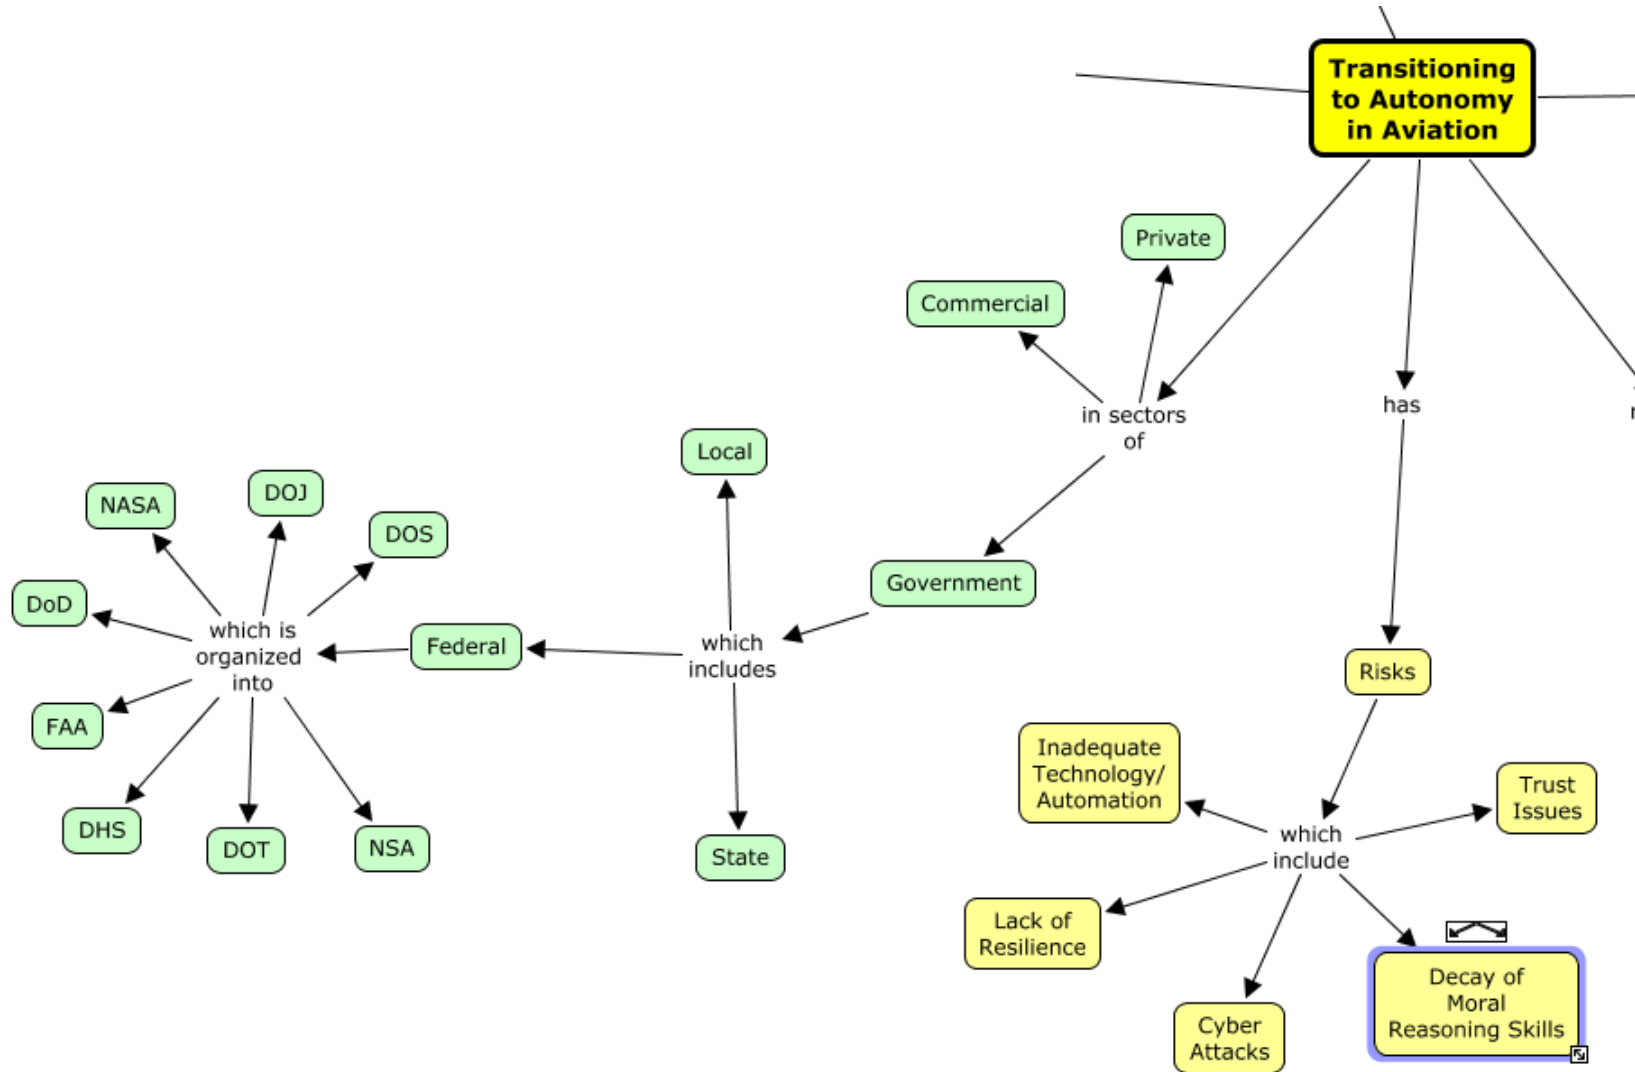 Transitioning
to Autonomy
in Aviation
Private
Commercial
in sectors
of
has
Local
NASA
DOJ
DOS
DoD
Government
which is
organized
into
Federal
which
includes
Risks
FAA
DHS
DOT
NSA
State
Inadequate
Technology/
Automation
Trust
Issues
which
include
Lack of
Resilience
Cyber
Attacks
Decay of
Moral
Reasoning Skills